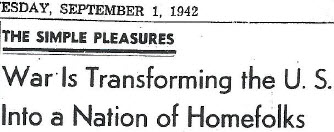 ESDAY, SEPTEMBER 1, 1942
THE SIMPLE PLEASURES
War Is Transforming the U. S.
Into a Nation of Homefolks